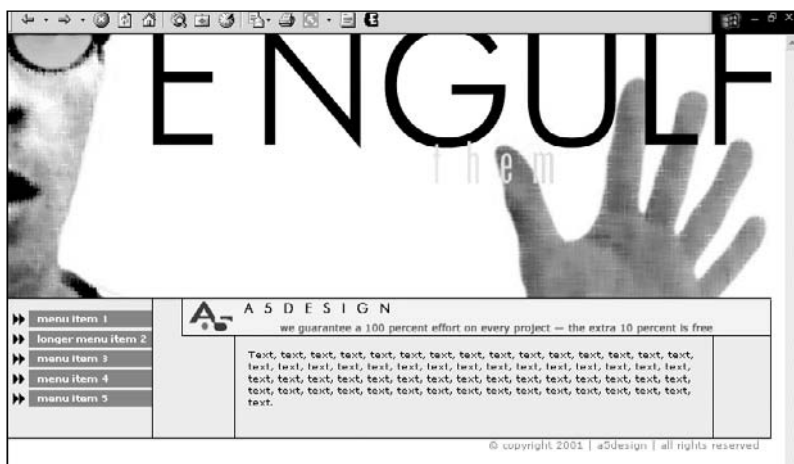 ENGULF
them
A5DESIGN
we guarantee a 100 percent effort on every project — the extra 10 percent is free
menu item 1
longer menu item 2
menu item 3
menu item 4
menu item 5
Text, text, text, text, text, text, text, text, text, text, text, text, text, text, text,
text, text, text, text, text, text, text, text, text, text, text, text, text, text, text,
text, text, text, text, text, text, text, text, text, text, text, text, text, text, text,
text, text, text, text, text, text, text, text, text, text, text, text, text, text, text,
text.
© copyright 2001 | a5design | all rights reserved